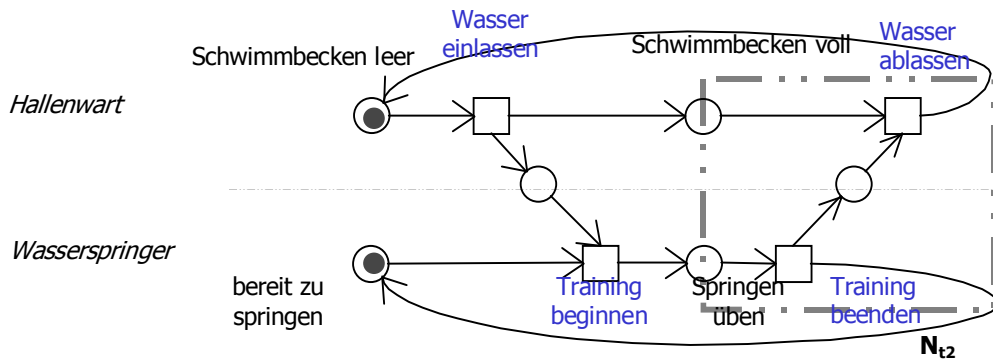 Wasser
einlassen
Schwimmbecken leer
Schwimmbecken voll
Wasser
ablassen
Hallenwart
Wasserspringer
bereit zu
springen
Training
beginnen
Springen
üben
Training
beenden
Nt2